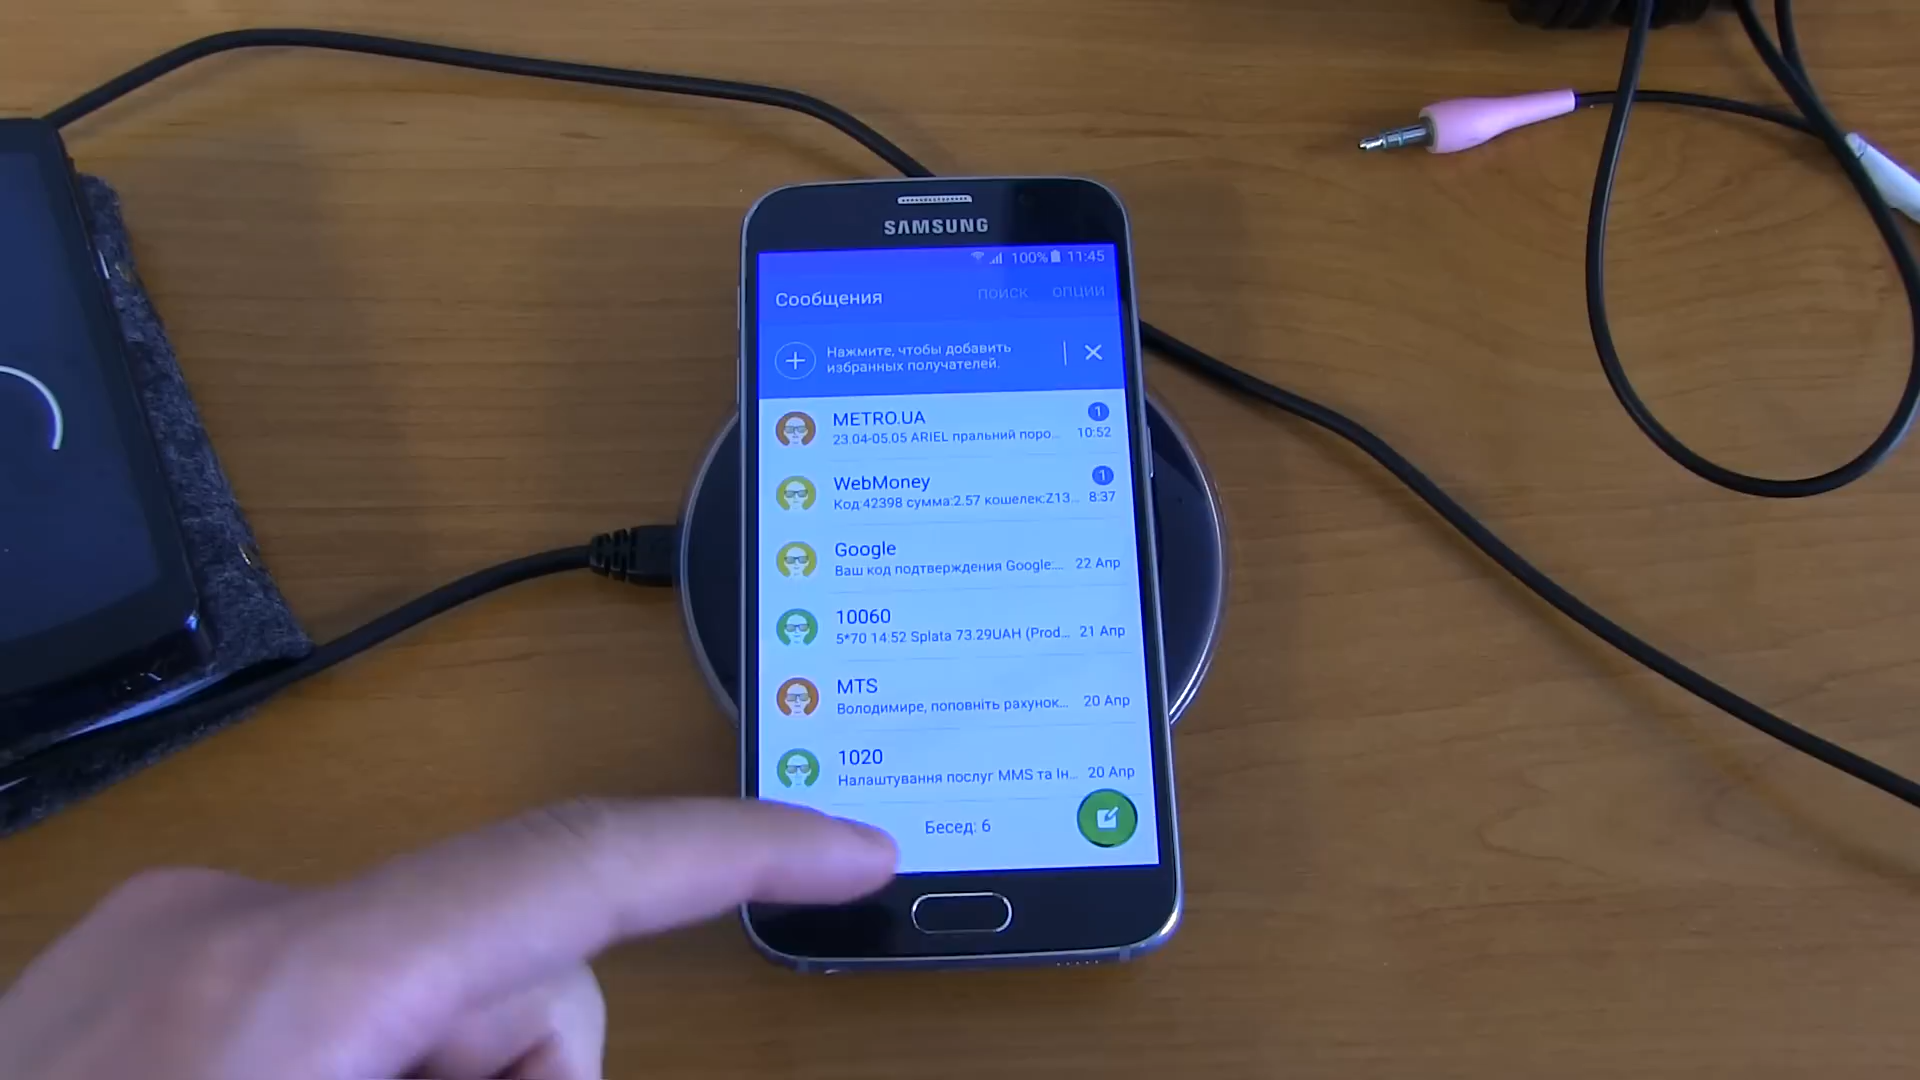 SAMSUNG
100% 11:45
Сообщения ПОИСК ОПЦИИ
Нажмите, чтобы добавить
избранных получателей.
METRO.UA 1
23.04-05.05 ARIEL пральний поро... 10:52
WebMoney 1
Код:42398 сумма:2.57 кошелек:Z13... 8:37
Google
Ваш код подтверждения Google:... 22 Апр
10060
5*70 14:52 Splata 73.29UAH (Prod... 21 Апр
MTS
Володимире, поповніть рахунок... 20 Апр
1020
Налаштування послуг MMS та Ін... 20 Апр
Бесед: 6